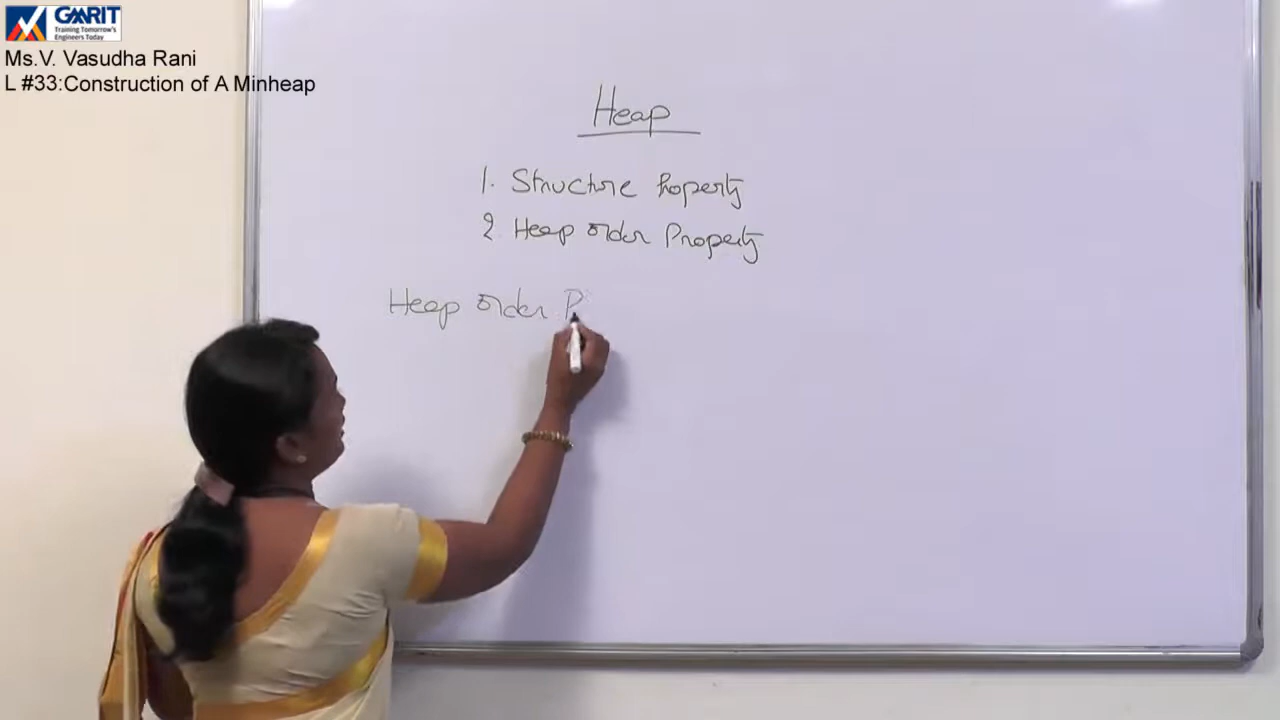 GMRIT
Training Tomorrow's
Engineers Today
Ms.V. Vasudha Rani
L #33:Construction of A Minheap
Heap
1. Structure Property
2. Heap order Property
Heap order P